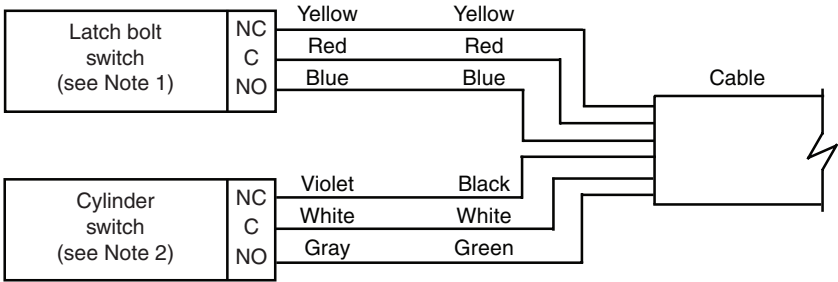 Latch bolt
switch
(see Note 1)
NC
C
NO
Yellow Yellow
Red Red
Blue Blue
Cable
Cylinder
switch
(see Note 2)
NC
C
NO
Violet Black
White White
Gray Green